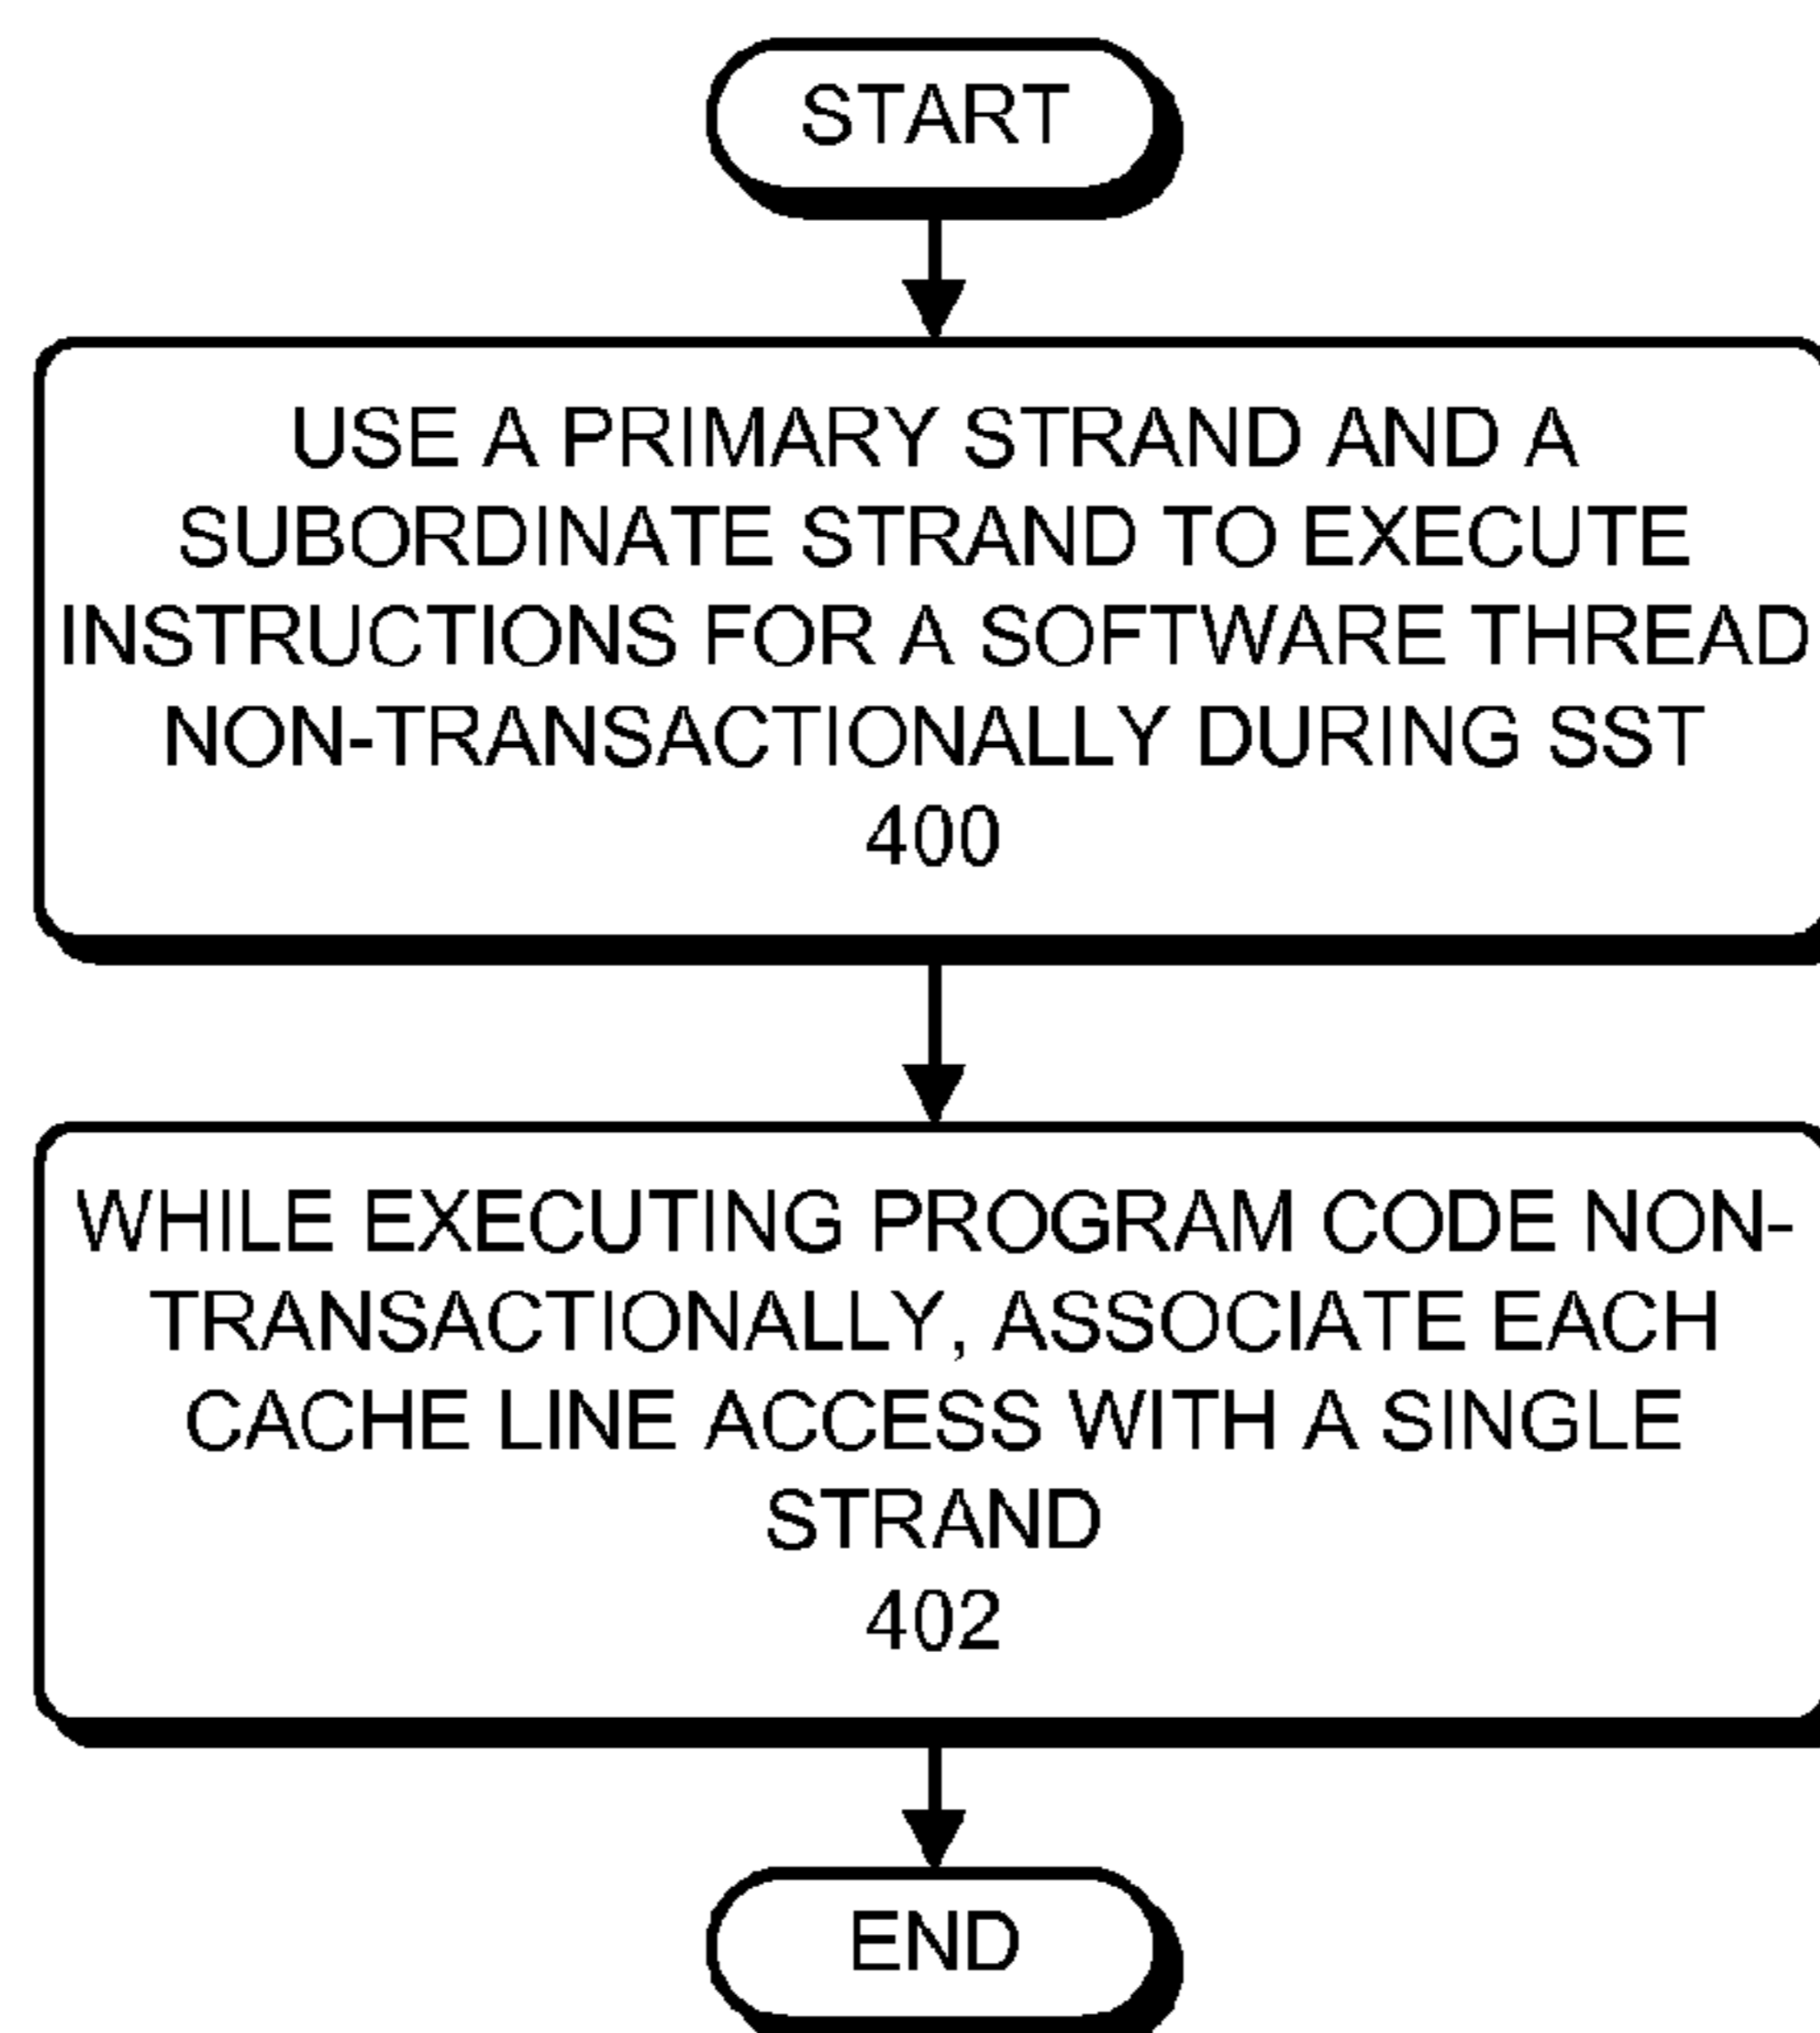 START
USE A PRIMARY STRAND AND A
SUBORDINATE STRAND TO EXECUTE
INSTRUCTIONS FOR A SOFTWARE THREAD
NON-TRANSACTIONALLY DURING SST
400
WHILE EXECUTING PROGRAM CODE NON-
TRANSACTIONALLY, ASSOCIATE EACH
CACHE LINE ACCESS WITH A SINGLE
STRAND
402
END